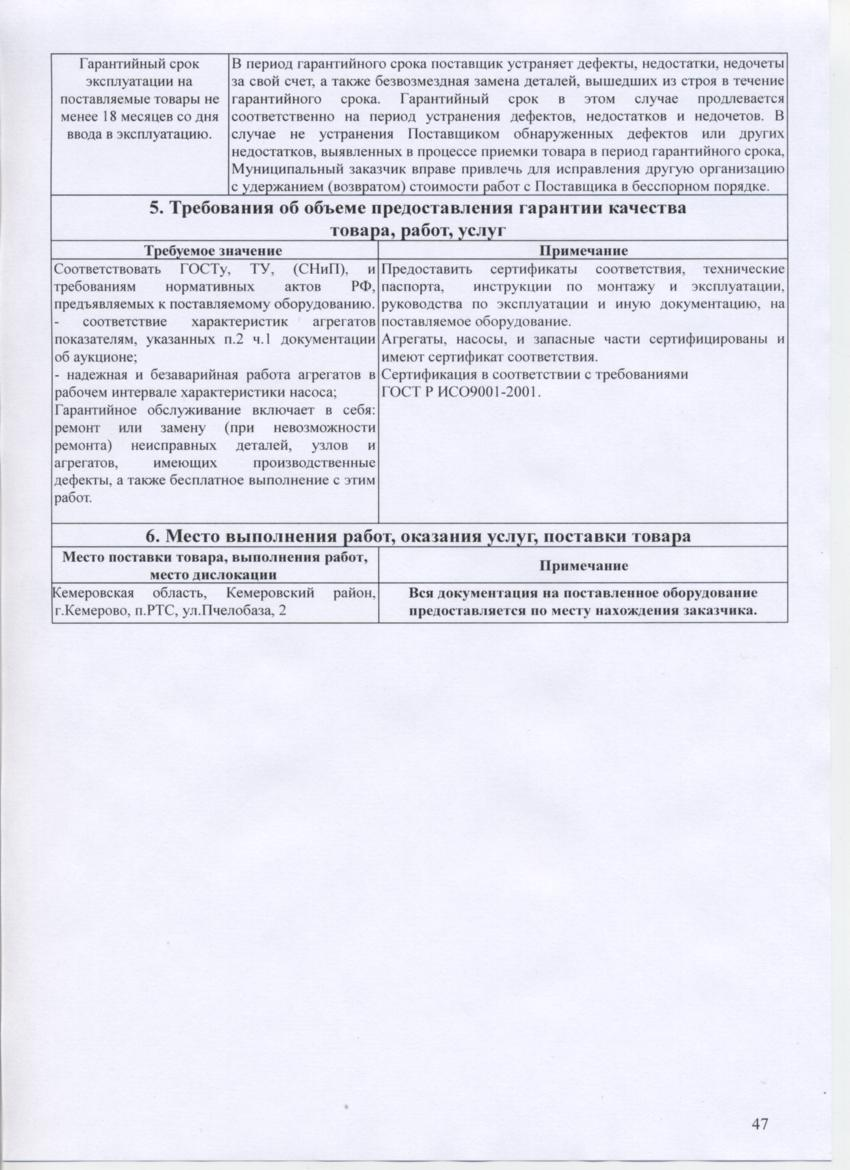 Гарантийный срок
эксплуатации на
поставляемые товары не
менее 18 месяцев со дня
ввода в эксплуатацию.
В период гарантийного срока поставщик устраняет дефекты, недостатки, недочеты
за свой счет, а также безвозмездная замена деталей, вышедших из строя в течение
гарантийного срока. Гарантийный срок в этом случае продлевается
соответственно на период устранения дефектов, недостатков и недочетов. В
случае не устранения Поставщиком обнаруженных дефектов или других
недостатков, выявленных в процессе приемки товара в период гарантийного срока,
Муниципальный заказчик вправе привлечь для исправления другую организацию
с удержанием (возвратом) стоимости работ с Поставщика в бесспорном порядке.
5. Требования об объеме предоставления гарантии качества
товара, работ, услуг
Требуемое значение
Примечание
Соответствовать ГОСТу, ТУ, (СНиП), и
требованиям нормативных актов РФ,
предъявляемых к поставляемому оборудованию.
- соответствие характеристик агрегатов
показателям, указанных п.2 ч.1 документации
об аукционе;
- надежная и безаварийная работа агрегатов в
рабочем интервале характеристики насоса;
Гарантийное обслуживание включает в себя:
ремонт или замену (при невозможности
ремонта) неисправных деталей, узлов и
агрегатов, имеющих производственные
дефекты, а также бесплатное выполнение с этим
работ.
Предоставить сертификаты соответствия, технические
паспорта, инструкции по монтажу и эксплуатации,
руководства по эксплуатации и иную документацию, на
поставляемое оборудование.
Агрегаты, насосы, и запасные части сертифицированы и
имеют сертификат соответствия.
Сертификация в соответствии с требованиями
ГОСТ Р ИСО9001-2001.
6. Место выполнения работ, оказания услуг, поставки товара
Место поставки товара, выполнения работ,
место дислокации
Примечание
Кемеровская область, Кемеровский район,
г.Кемерово, п.РТС, ул.Пчелобаза, 2
Вся документация на поставленное оборудование
предоставляется по месту нахождения заказчика.
47